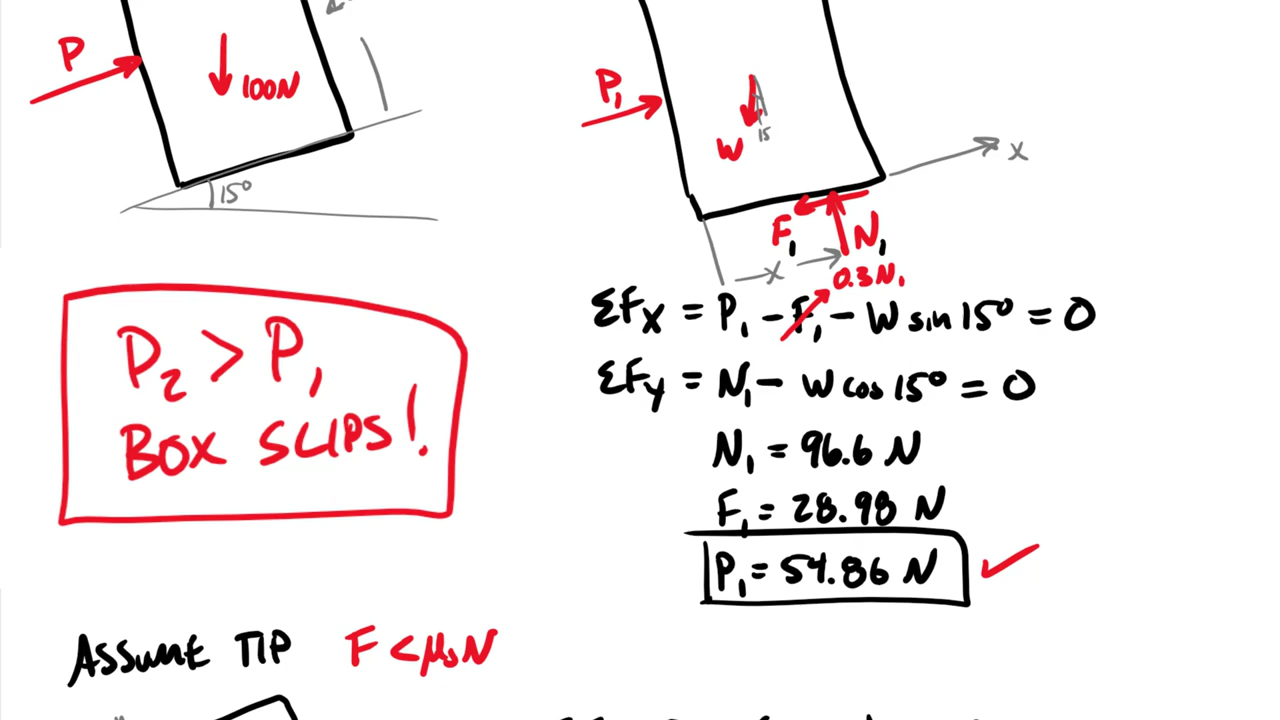 P
100N
15°
P₁
W
15
x
F₁
N₁
x
0.3N₁
ΣFx = P₁ - F₁ - W sin 15° = 0
ΣFy = N₁ - W cos 15° = 0
N₁ = 96.6 N
F₁ = 28.98 N
P₁ = 54.86 N
P₂ > P₁
BOX SLIPS!
ASSUME TIP F < μsN